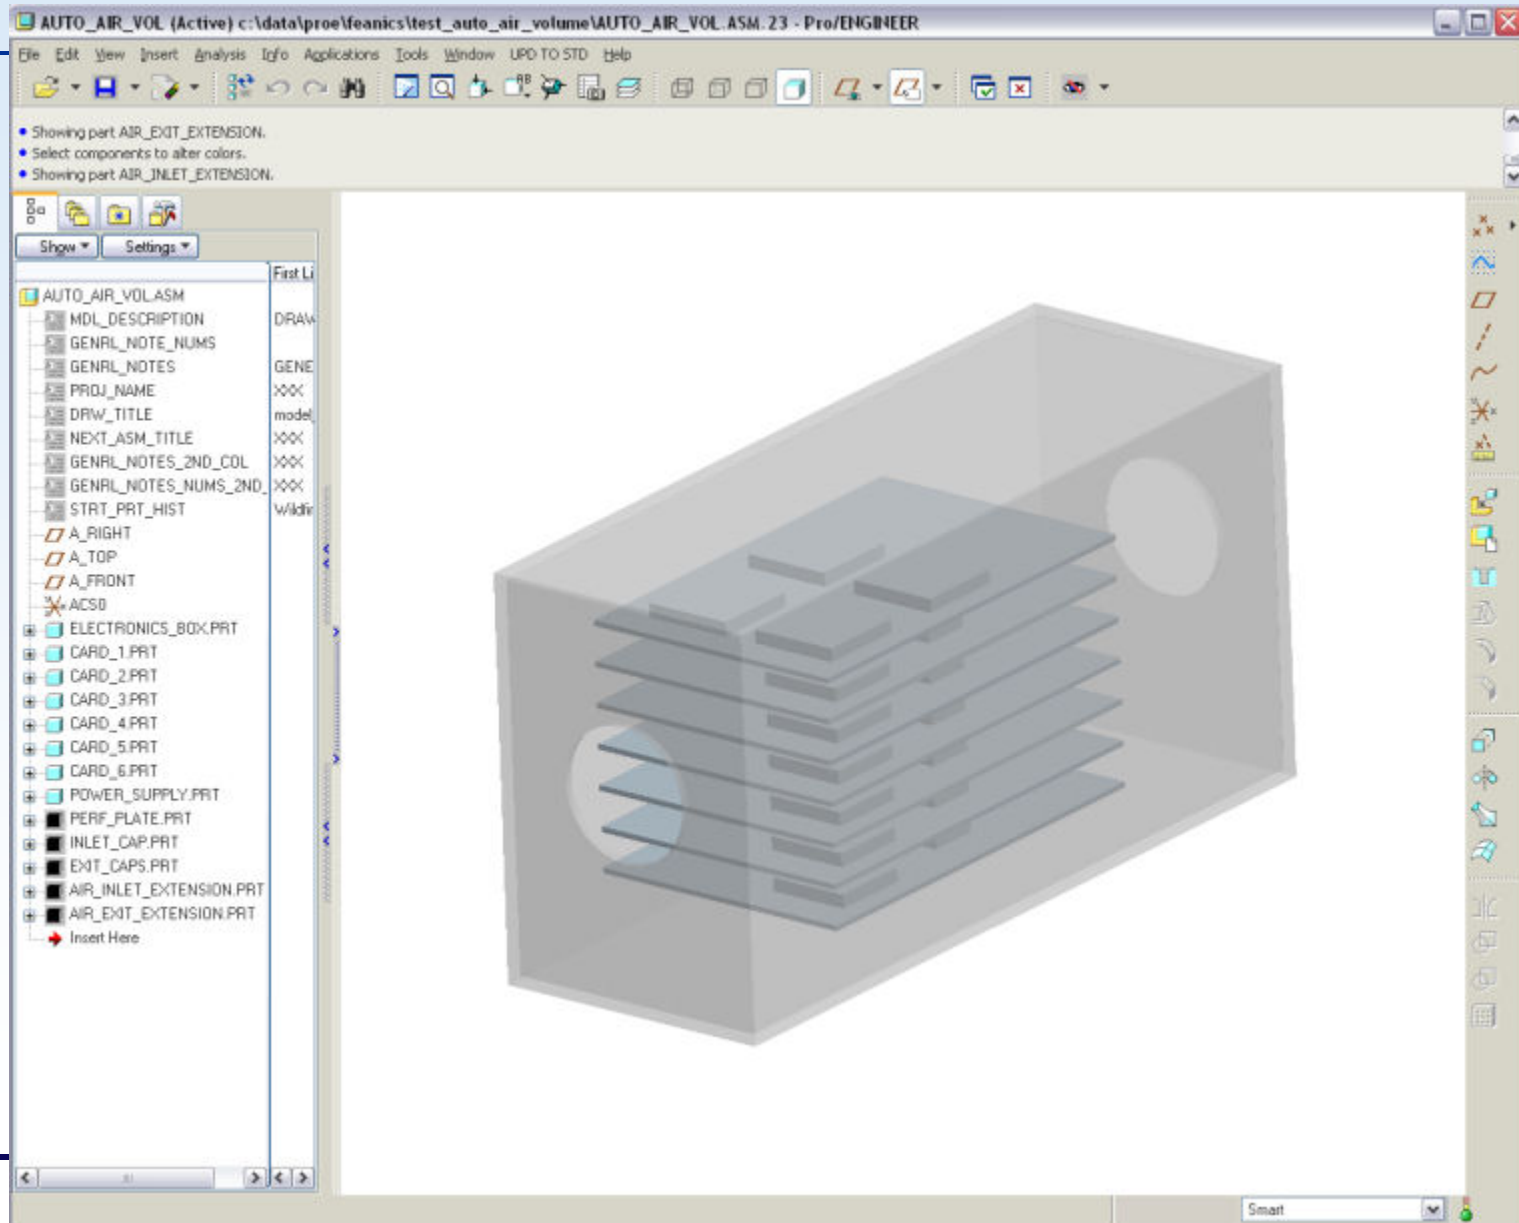 AUTO_AIR_VOL (Active) c:\data\proe\feanics\test_auto_air_volume\AUTO_AIR_VOL.ASM.23 - Pro/ENGINEER
File Edit View Insert Analysis Info Applications Tools Window UPD TO STD Help
Showing part AIR_EXIT_EXTENSION.
Select components to alter colors.
Showing part AIR_INLET_EXTENSION.
Show Settings
First Li
AUTO_AIR_VOL.ASM
MDL_DESCRIPTION DRAW
GENRL_NOTE_NUMS
GENRL_NOTES GENE
PROJ_NAME XXX
DRW_TITLE model_
NEXT_ASM_TITLE XXX
GENRL_NOTES_2ND_COL XXX
GENRL_NOTES_NUMS_2ND_ XXX
STRT_PRT_HIST Wildfir
A_RIGHT
A_TOP
A_FRONT
ACS0
ELECTRONICS_BOX.PRT
CARD_1.PRT
CARD_2.PRT
CARD_3.PRT
CARD_4.PRT
CARD_5.PRT
CARD_6.PRT
POWER_SUPPLY.PRT
PERF_PLATE.PRT
INLET_CAP.PRT
EXIT_CAPS.PRT
AIR_INLET_EXTENSION.PRT
AIR_EXIT_EXTENSION.PRT
Insert Here
Smart